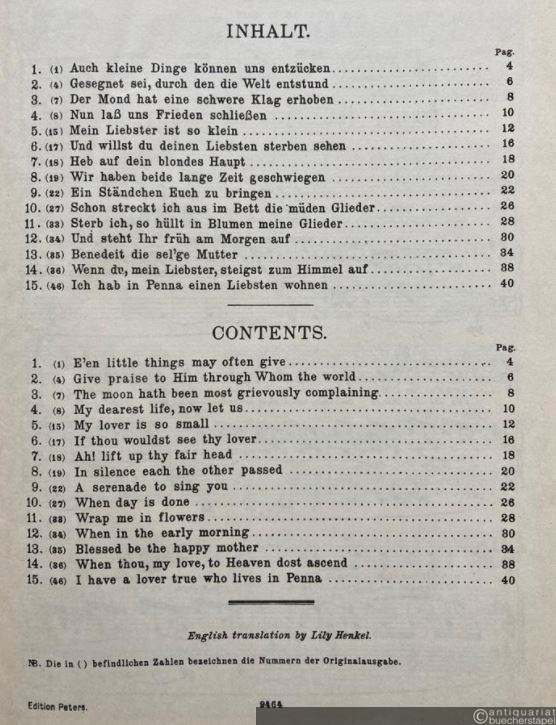 INHALT.
Pag.
1. (1) Auch kleine Dinge können uns entzücken 4
2. (4) Gesegnet sei, durch den die Welt entstund 6
3. (7) Der Mond hat eine schwere Klag erhoben 8
4. (8) Nun laß uns Frieden schließen 10
5. (15) Mein Liebster ist so klein 12
6. (17) Und willst du deinen Liebsten sterben sehen 16
7. (18) Heb auf dein blondes Haupt 18
8. (19) Wir haben beide lange Zeit geschwiegen 20
9. (22) Ein Ständchen Euch zu bringen 22
10. (27) Schon streckt ich aus im Bett die müden Glieder 26
11. (33) Sterb ich, so hüllt in Blumen meine Glieder 28
12. (34) Und steht Ihr früh am Morgen auf 30
13. (35) Benedeit die sel'ge Mutter 34
14. (36) Wenn du, mein Liebster, steigst zum Himmel auf 38
15. (46) Ich hab in Penna einen Liebsten wohnen 40
CONTENTS.
Pag.
1. (1) E'en little things may often give 4
2. (4) Give praise to Him through Whom the world 6
3. (7) The moon hath been most grievously complaining 8
4. (8) My dearest life, now let us 10
5. (15) My lover is so small 12
6. (17) If thou wouldst see thy lover 16
7. (18) Ah! lift up thy fair head 18
8. (19) In silence each the other passed 20
9. (22) A serenade to sing you 22
10. (27) When day is done 26
11. (33) Wrap me in flowers 28
12. (34) When in the early morning 30
13. (35) Blessed be the happy mother 34
14. (36) When thou, my love, to Heaven dost ascend 38
15. (46) I have a lover true who lives in Penna 40
English translation by Lily Henkel.
NB. Die in ( ) befindlichen Zahlen bezeichnen die Nummern der Originalausgabe.
Edition Peters. 9464
©antiquariat
buecherstapel